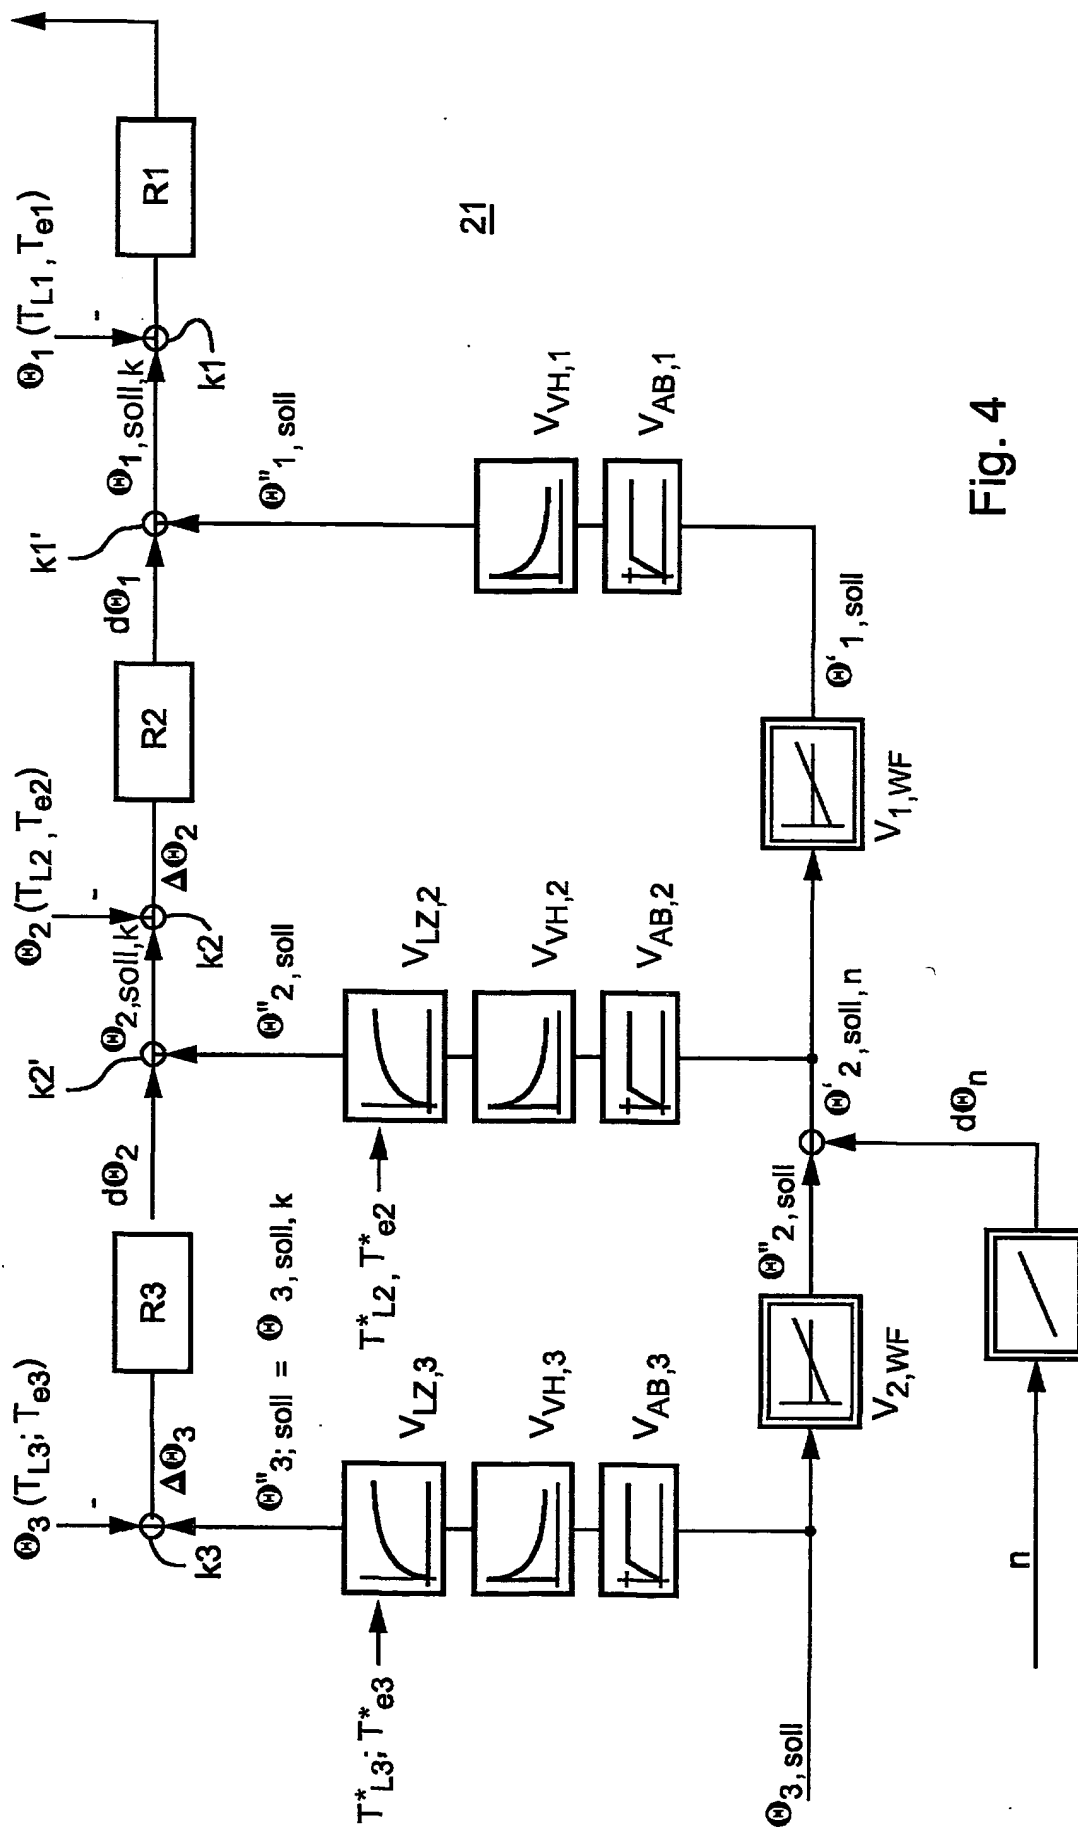 Θ3 (TL3; Te3)
Θ2 (TL2, Te2)
Θ1 (TL1, Te1)
-
-
-
k3
ΔΘ3
R3
dΘ2
k2'
Θ2,soll,k
k2
ΔΘ2
R2
dΘ1
k1'
Θ1,soll,k
k1
R1
Θ"3; soll = Θ 3, soll, k
Θ"2, soll
Θ"1, soll
21
T*L3; T*e3
VLZ,3
T*L2, T*e2
VLZ,2
VVH,3
VVH,2
VVH,1
VAB,3
VAB,2
VAB,1
Θ3, soll
V2,WF
Θ"2, soll
Θ'2, soll, n
V1,WF
Θ'1, soll
n
dΘn
Fig. 4